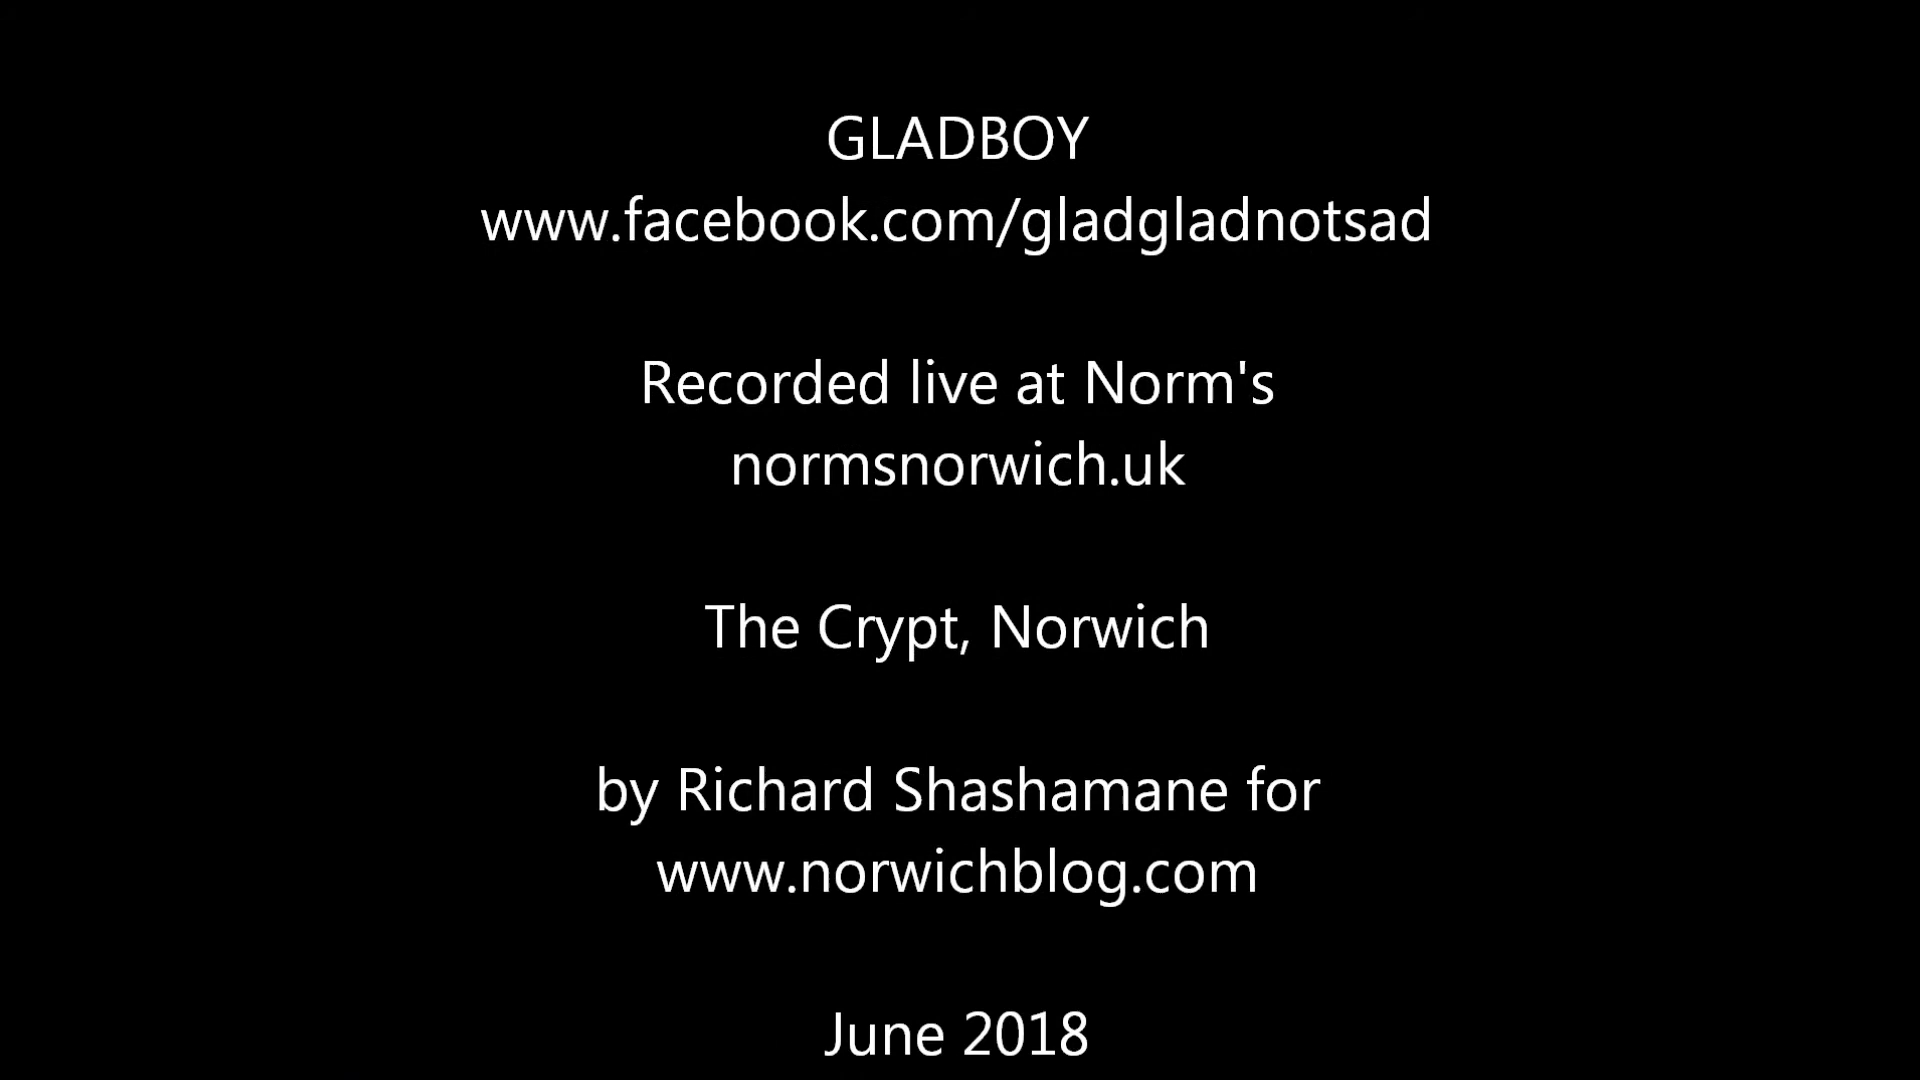 GLADBOY
www.facebook.com/gladgladnotsad
Recorded live at Norm's
normsnorwich.uk
The Crypt, Norwich
by Richard Shashamane for
www.norwichblog.com
June 2018